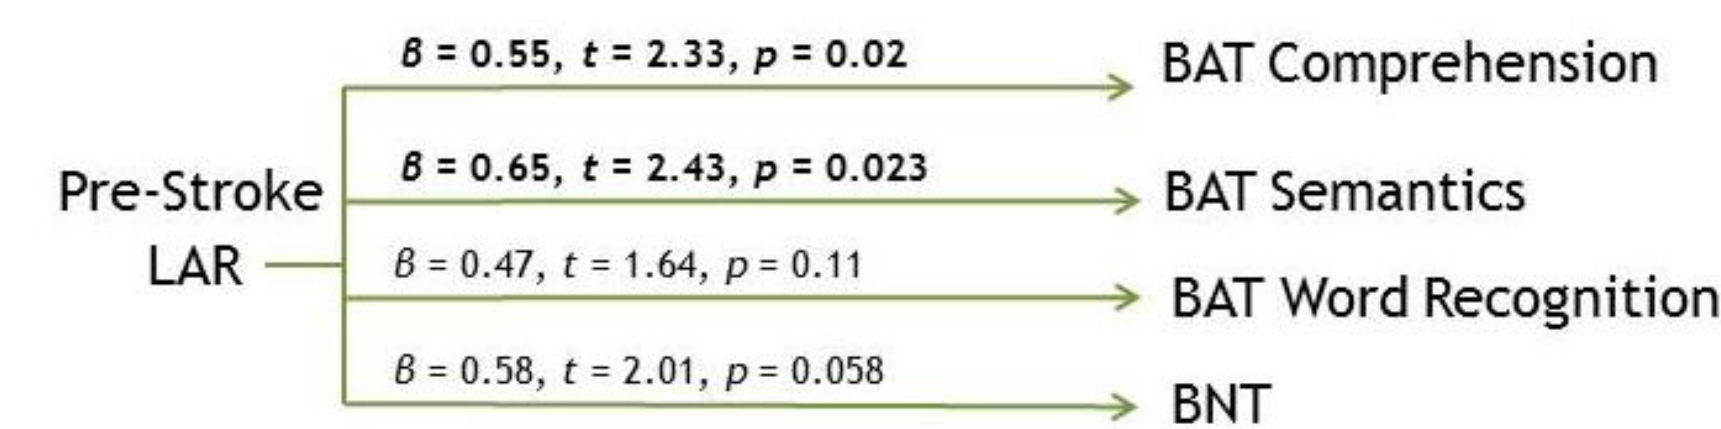 β = 0.55, t = 2.33, p = 0.02
BAT Comprehension
β = 0.65, t = 2.43, p = 0.023
Pre-Stroke
LAR
BAT Semantics
β = 0.47, t = 1.64, p = 0.11
BAT Word Recognition
β = 0.58, t = 2.01, p = 0.058
BNT